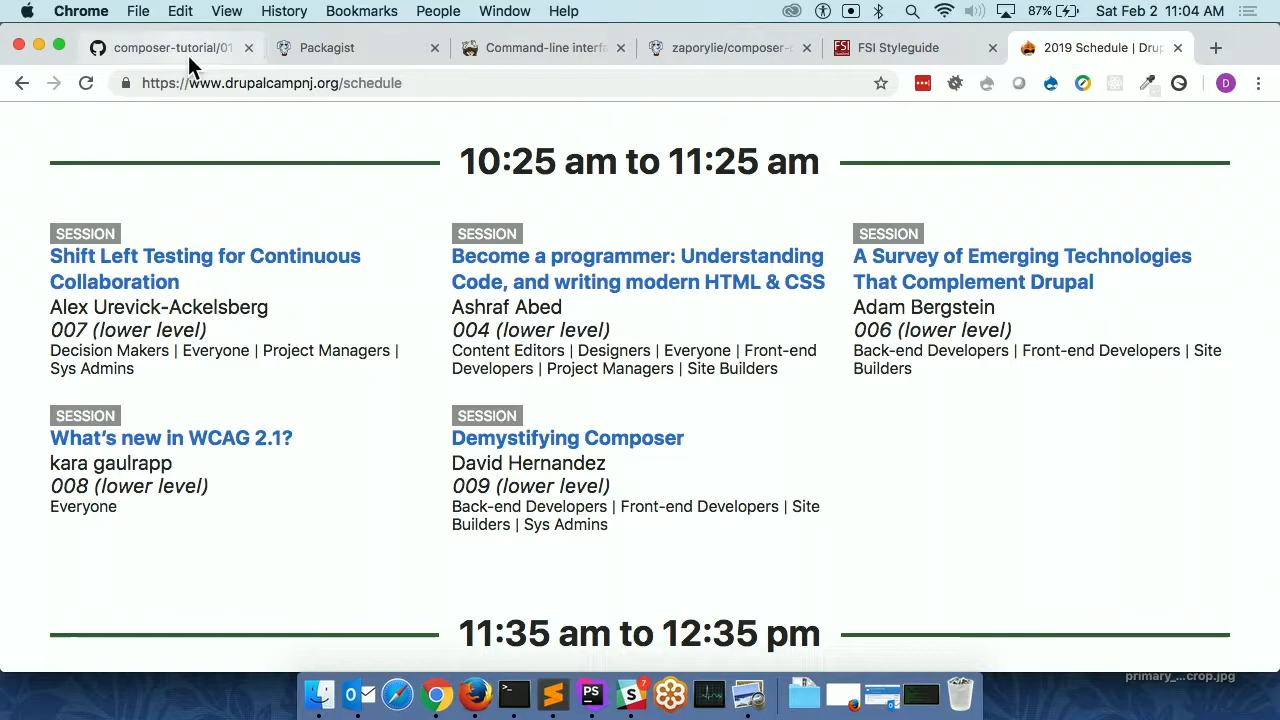 Chrome File Edit View History Bookmarks People Window Help 87% Sat Feb 2 11:04 AM
composer-tutorial/01 Packagist Command-line interfa zaporylie/composer- FSI FSI Styleguide 2019 Schedule | Drup
https://www.drupalcampnj.org/schedule D
10:25 am to 11:25 am
SESSION
Shift Left Testing for Continuous
Collaboration
Alex Urevick-Ackelsberg
007 (lower level)
Decision Makers | Everyone | Project Managers |
Sys Admins
SESSION
Become a programmer: Understanding
Code, and writing modern HTML & CSS
Ashraf Abed
004 (lower level)
Content Editors | Designers | Everyone | Front-end
Developers | Project Managers | Site Builders
SESSION
A Survey of Emerging Technologies
That Complement Drupal
Adam Bergstein
006 (lower level)
Back-end Developers | Front-end Developers | Site
Builders
SESSION
What’s new in WCAG 2.1?
kara gaulrapp
008 (lower level)
Everyone
SESSION
Demystifying Composer
David Hernandez
009 (lower level)
Back-end Developers | Front-end Developers | Site
Builders | Sys Admins
11:35 am to 12:35 pm
primary_...crop.jpg
PS
7